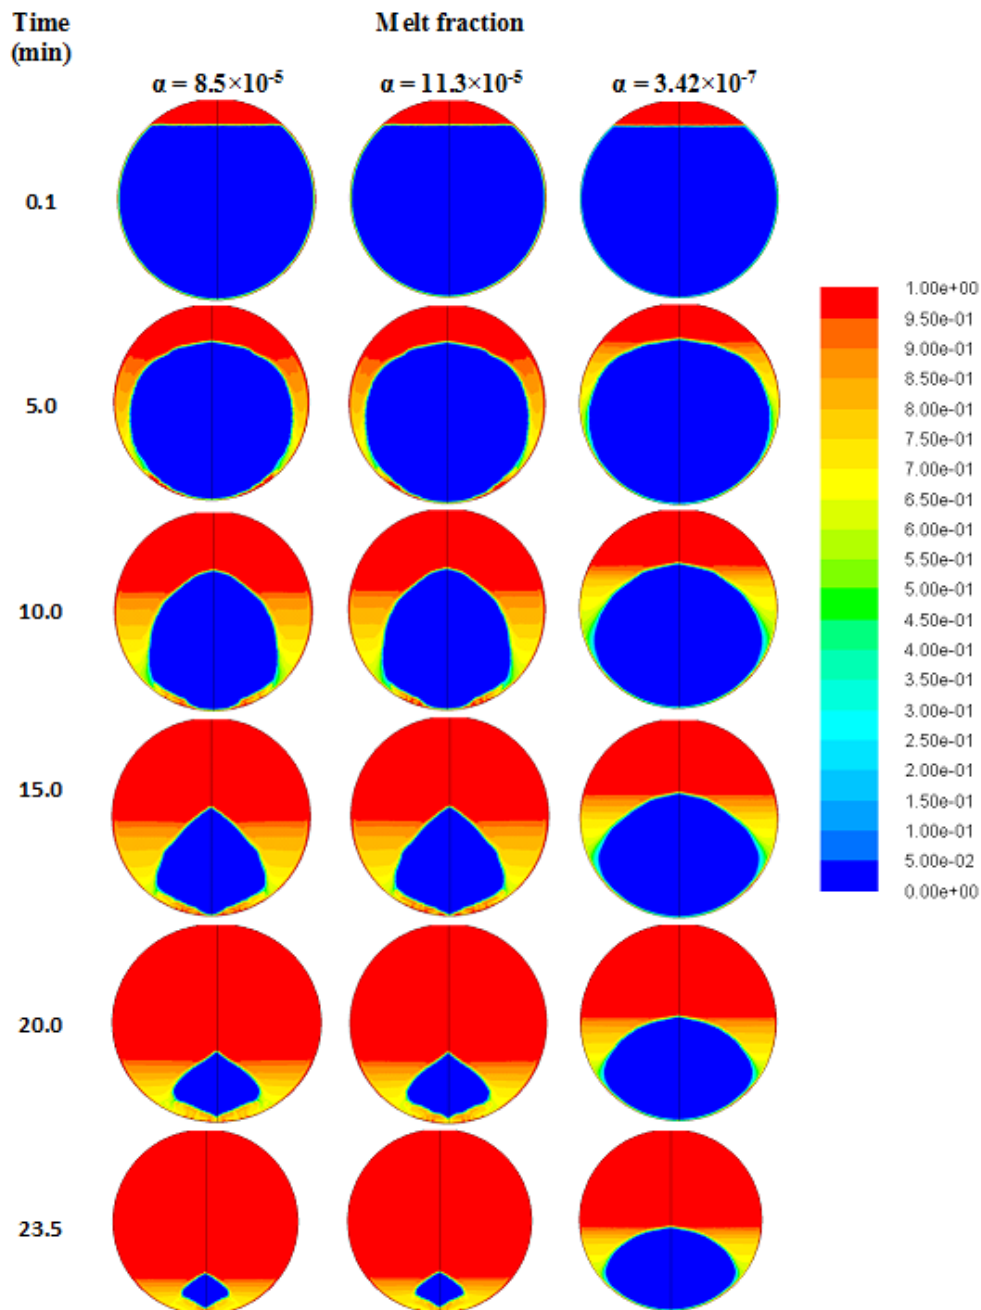 Time
(min)
Melt fraction
α = 8.5×10⁻⁵
α = 11.3×10⁻⁵
α = 3.42×10⁻⁷
0.1
5.0
10.0
15.0
20.0
23.5
1.00e+00
9.50e-01
9.00e-01
8.50e-01
8.00e-01
7.50e-01
7.00e-01
6.50e-01
6.00e-01
5.50e-01
5.00e-01
4.50e-01
4.00e-01
3.50e-01
3.00e-01
2.50e-01
2.00e-01
1.50e-01
1.00e-01
5.00e-02
0.00e+00